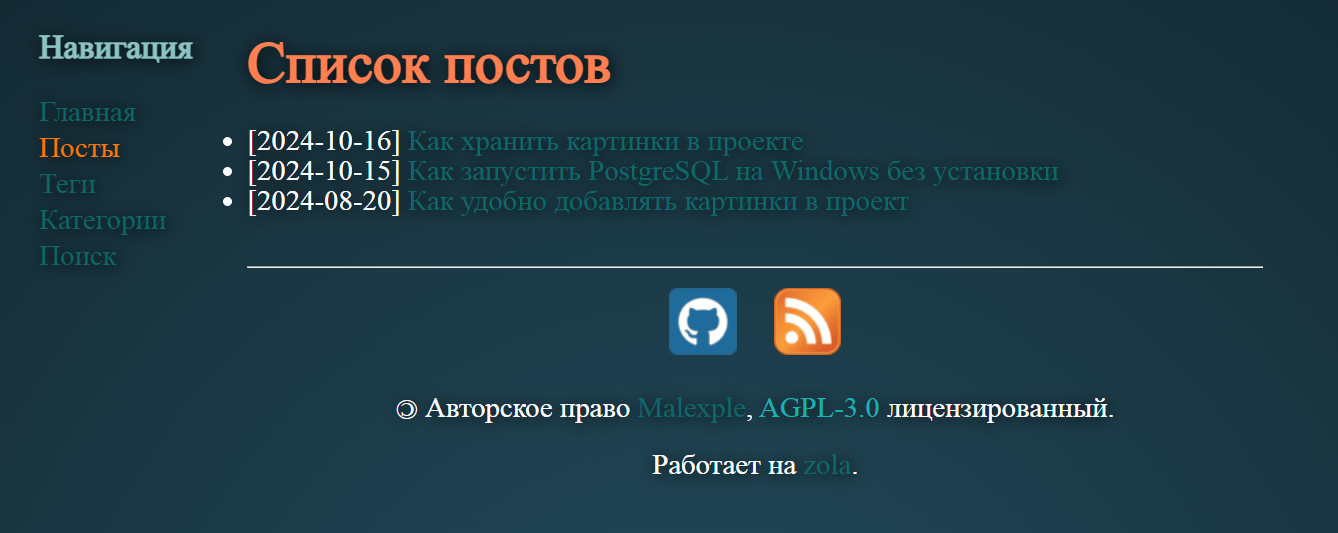 Навигация
Главная
Посты
Теги
Категории
Поиск
Список постов
[2024-10-16] Как хранить картинки в проекте
[2024-10-15] Как запустить PostgreSQL на Windows без установки
[2024-08-20] Как удобно добавлять картинки в проект
🄯 Авторское право Malexple, AGPL-3.0 лицензированный.
Работает на zola.